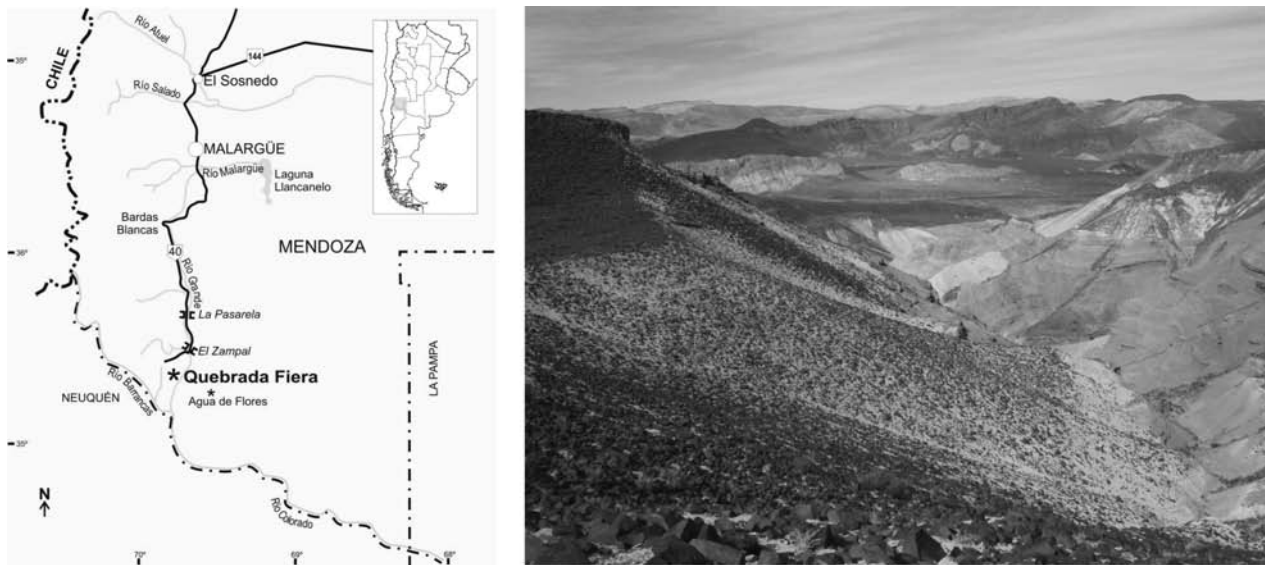 Río Atuel
CHILE
144
35°
El Sosnedo
Río Salado
MALARGÜE
Río Malargüe
Laguna
Llancanelo
Bardas
Blancas
MENDOZA
36°
40
Río Grande
La Pasarela
El Zampal
Quebrada Fiera
Agua de Flores
LA PAMPA
Río Barrancas
NEUQUÉN
35°
N
Río Colorado
70°
69°
68°